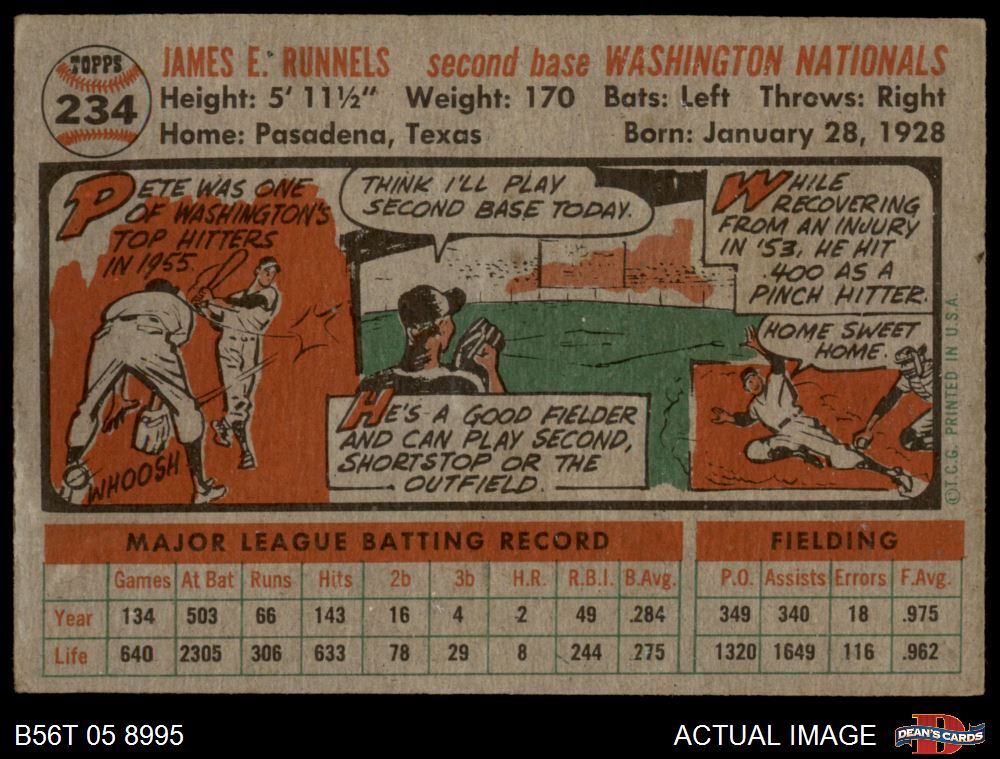 TOPPS
234
JAMES E. RUNNELS second base WASHINGTON NATIONALS
Height: 5' 11½" Weight: 170 Bats: Left Throws: Right
Home: Pasadena, Texas Born: January 28, 1928
PETE WAS ONE
OF WASHINGTON'S
TOP HITTERS
IN 1955.
WHOOSH
THINK I'LL PLAY
SECOND BASE TODAY.
HE'S A GOOD FIELDER
AND CAN PLAY SECOND,
SHORTSTOP OR THE
OUTFIELD.
WHILE
RECOVERING
FROM AN INJURY
IN '53, HE HIT
.400 AS A
PINCH HITTER.
HOME SWEET
HOME.
©T.C.G. PRINTED IN U.S.A.
MAJOR LEAGUE BATTING RECORD FIELDING
Games At Bat Runs Hits 2b 3b H.R. R.B.I. B.Avg. P.O. Assists Errors F.Avg.
Year 134 503 66 143 16 4 2 49 .284 349 340 18 .975
Life 640 2305 306 633 78 29 8 244 .275 1320 1649 116 .962
B56T 05 8995 ACTUAL IMAGE
DEAN'S CARDS